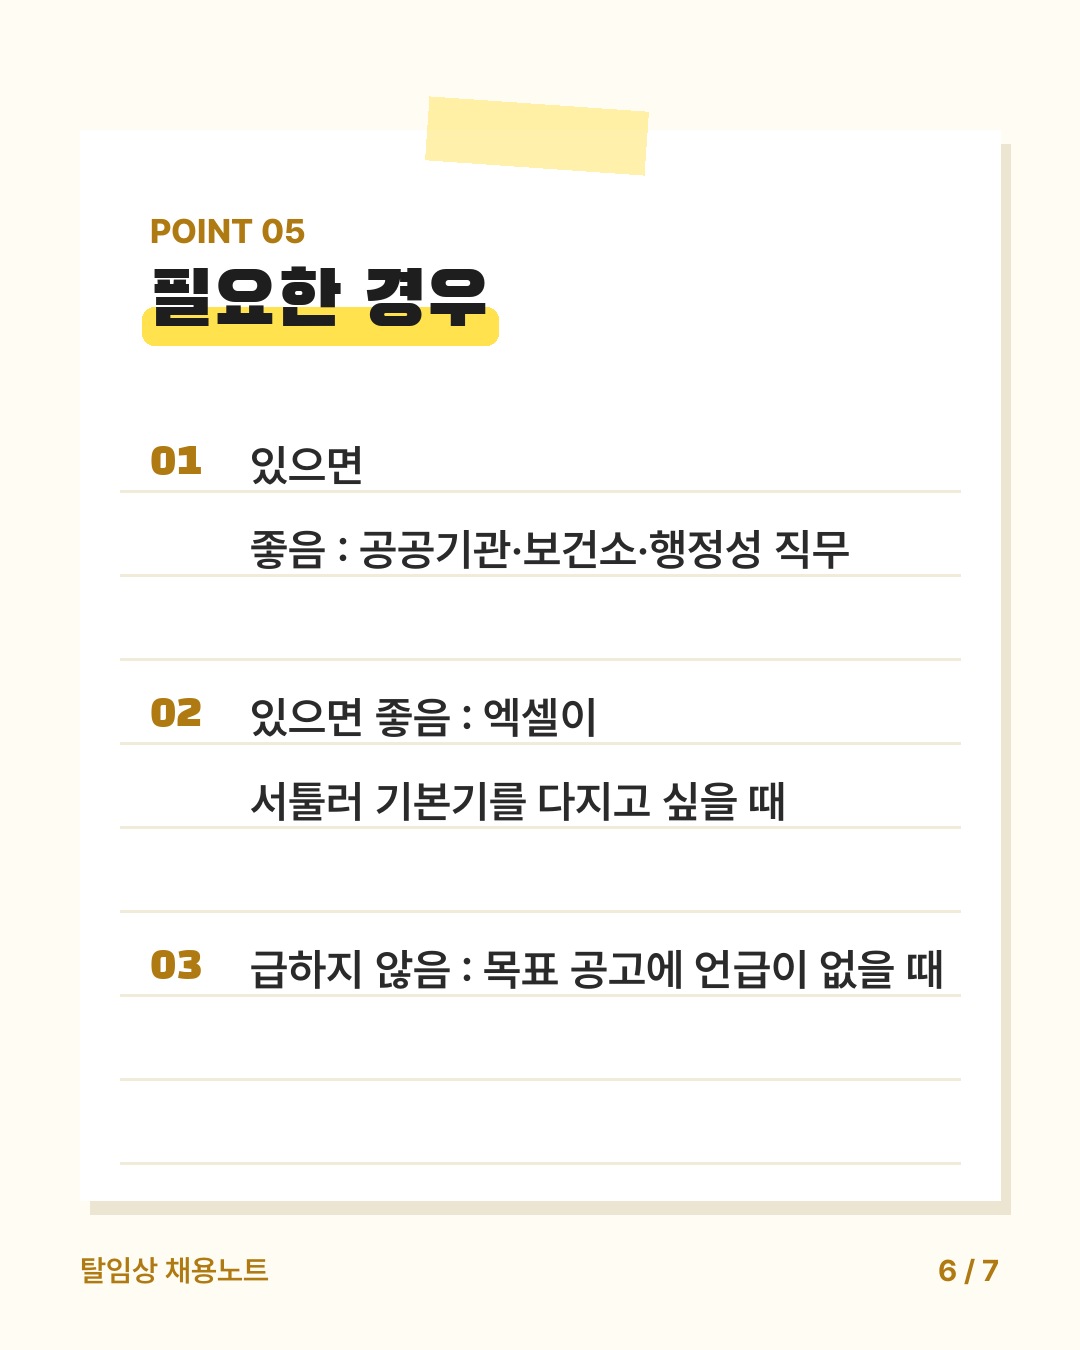 POINT 05
필요한 경우
01 있으면
좋음 : 공공기관·보건소·행정성 직무
02 있으면 좋음 : 엑셀이
서툴러 기본기를 다지고 싶을 때
03 급하지 않음 : 목표 공고에 언급이 없을 때
탈임상 채용노트
6 / 7